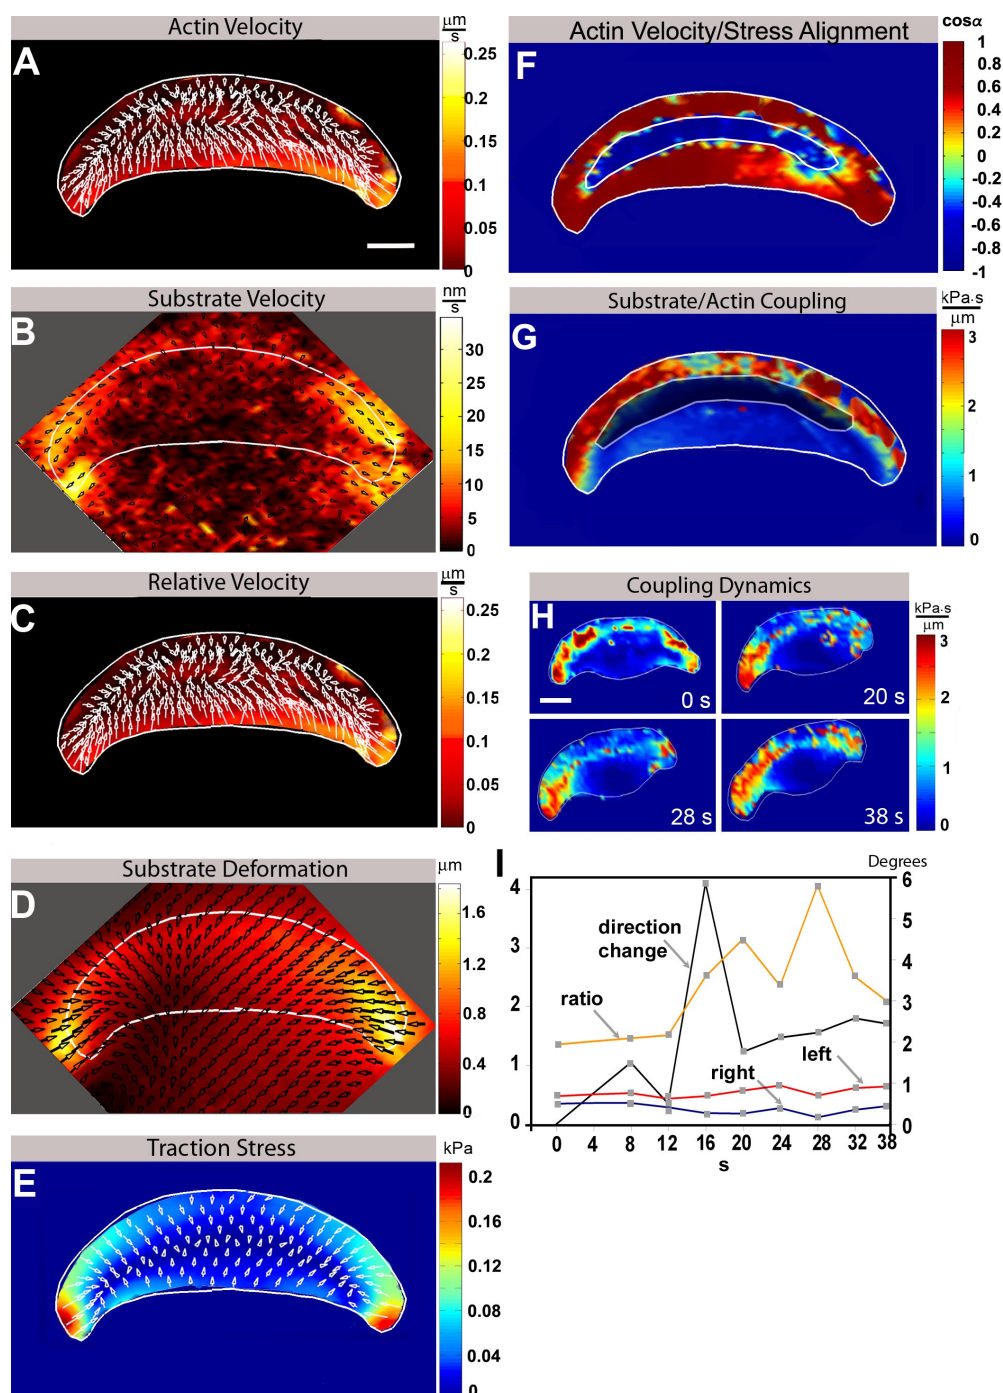 Actin Velocity
A
μm
s
0.25
0.2
0.15
0.1
0.05
0
Substrate Velocity
B
nm
s
30
25
20
15
10
5
0
Relative Velocity
C
μm
s
0.25
0.2
0.15
0.1
0.05
0
Substrate Deformation
D
μm
1.6
1.2
0.8
0.4
0
Traction Stress
E
kPa
0.2
0.16
0.12
0.08
0.04
0
Actin Velocity/Stress Alignment
F
cosα
1
0.8
0.6
0.4
0.2
0
-0.2
-0.4
-0.6
-0.8
-1
Substrate/Actin Coupling
G
kPa·s
μm
3
2
1
0
Coupling Dynamics
H
0 s
20 s
28 s
38 s
kPa·s
μm
3
2
1
0
I
Degrees
4
3
2
1
0
6
5
4
3
2
1
0
direction
change
ratio
right
left
0 4 8 12 16 20 24 28 32 38
s